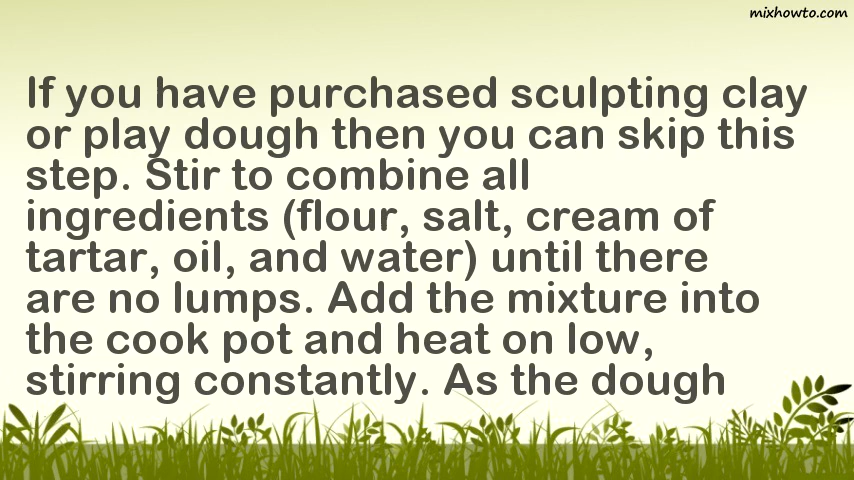 mixhowto.com
If you have purchased sculpting clay
or play dough then you can skip this
step. Stir to combine all
ingredients (flour, salt, cream of
tartar, oil, and water) until there
are no lumps. Add the mixture into
the cook pot and heat on low,
stirring constantly. As the dough